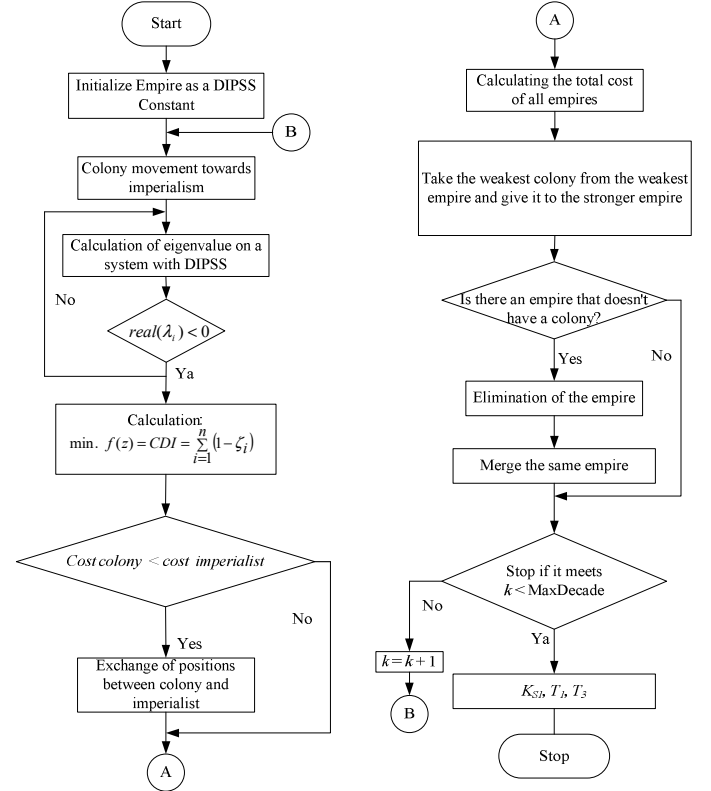 Start
Initialize Empire as a DIPSS
Constant
B
Colony movement towards
imperialism
Calculation of eigenvalue on a
system with DIPSS
No
real(λi) < 0
Ya
Calculation:
min. f(z) = CDI = n∑i=1 (1 − ζi)
Cost colony < cost imperialist
No
Yes
Exchange of positions
between colony and
imperialist
A
A
Calculating the total cost
of all empires
Take the weakest colony from the weakest
empire and give it to the stronger empire
Is there an empire that doesn't
have a colony?
No
Yes
Elimination of the empire
Merge the same empire
Stop if it meets
k < MaxDecade
No
Ya
k = k + 1
B
KS1, T1, T3
Stop